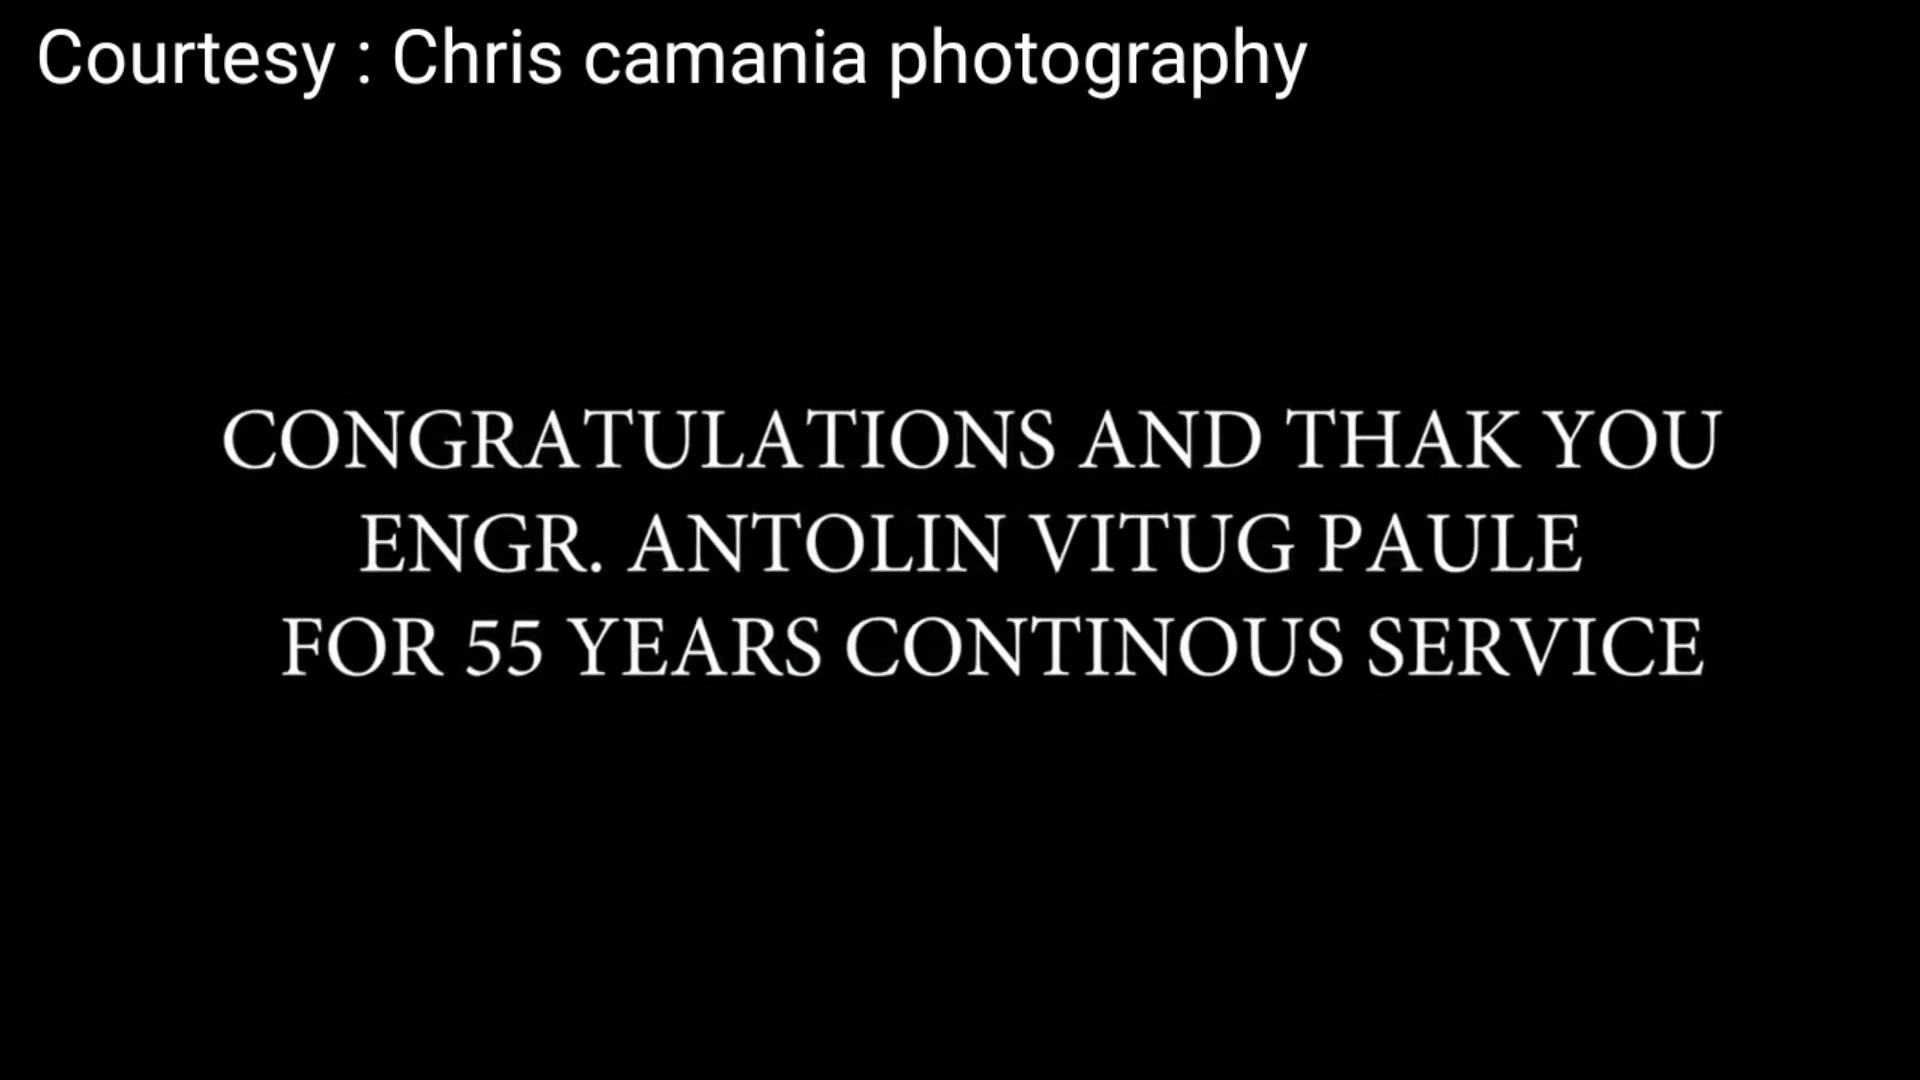 Courtesy : Chris camania photography
CONGRATULATIONS AND THAK YOU
ENGR. ANTOLIN VITUG PAULE
FOR 55 YEARS CONTINOUS SERVICE